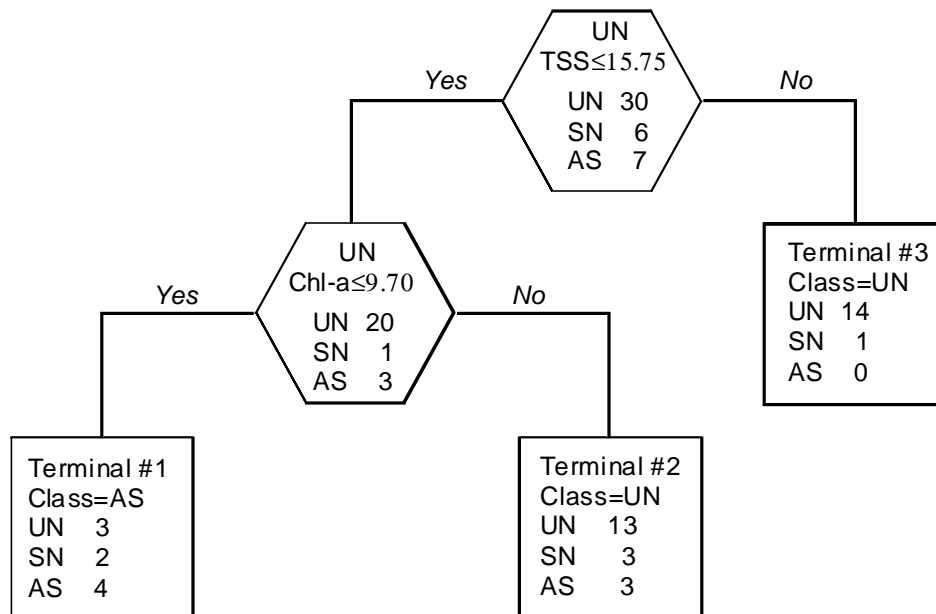 UN
TSS≤15.75
UN 30
SN 6
AS 7
Yes
No
UN
Chl-a≤9.70
UN 20
SN 1
AS 3
Yes
No
Terminal #3
Class=UN
UN 14
SN 1
AS 0
Terminal #1
Class=AS
UN 3
SN 2
AS 4
Terminal #2
Class=UN
UN 13
SN 3
AS 3